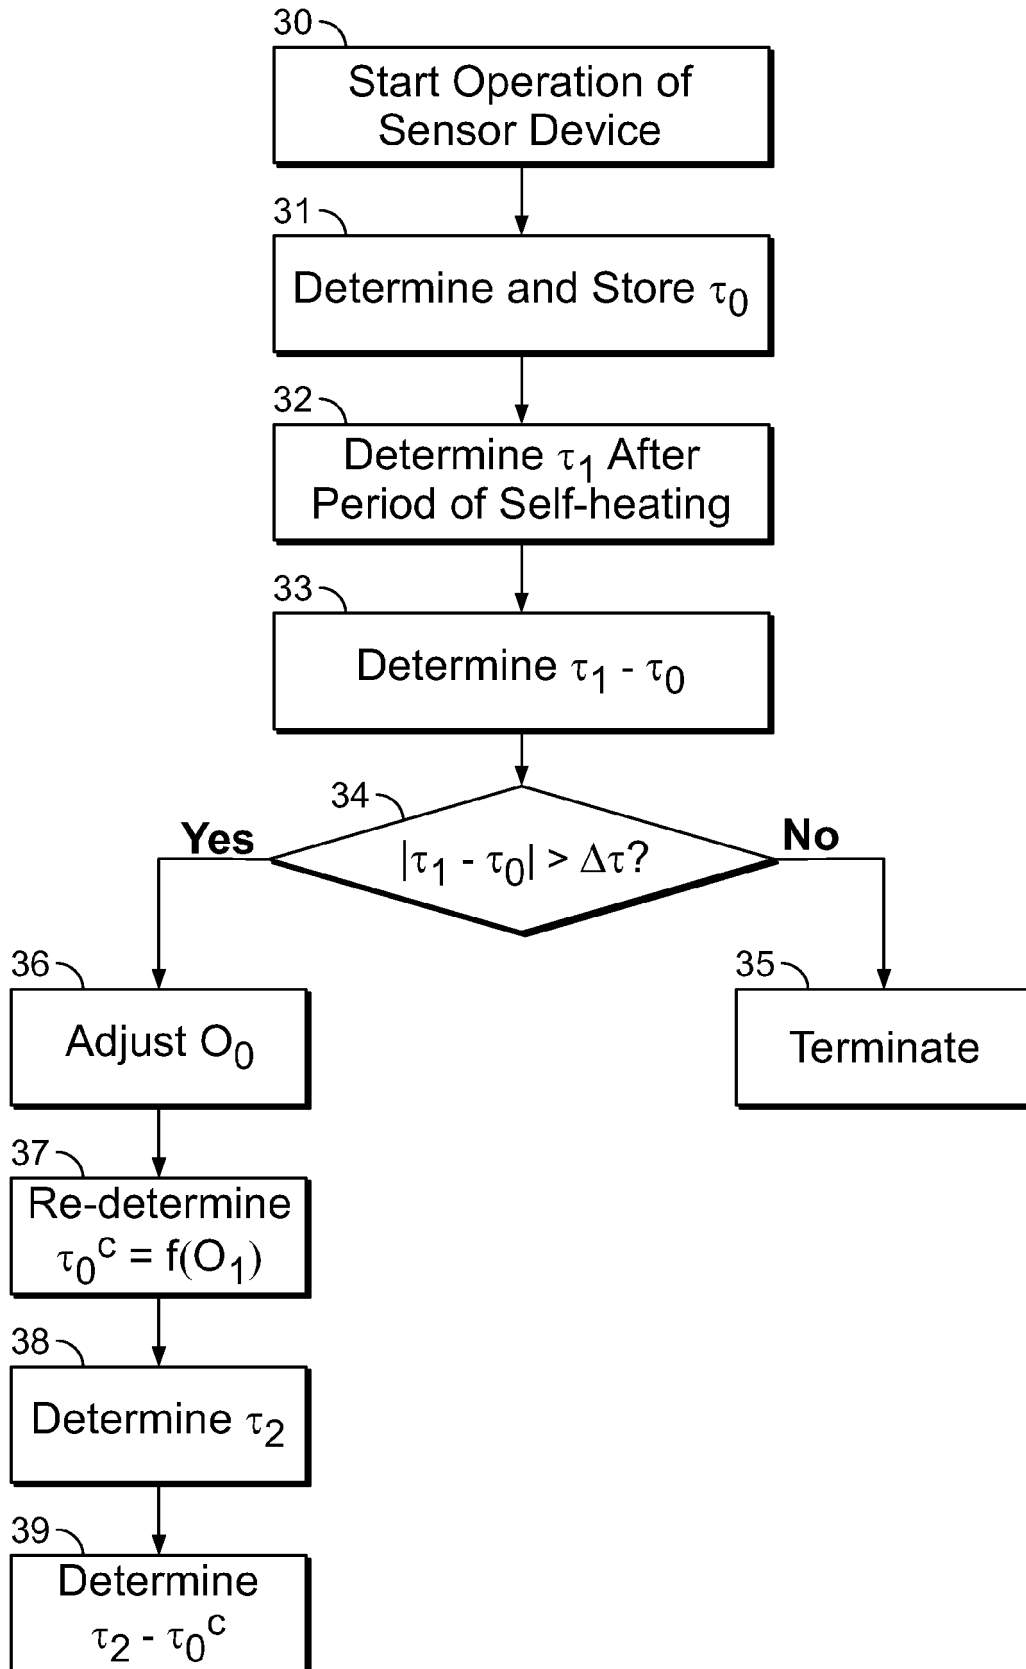 30
Start Operation of
Sensor Device
31
Determine and Store τ₀
32
Determine τ₁ After
Period of Self-heating
33
Determine τ₁ - τ₀
34
Yes
|τ₁ - τ₀| > Δτ?
No
36
Adjust O₀
35
Terminate
37
Re-determine
τ₀ᶜ = f(O₁)
38
Determine τ₂
39
Determine
τ₂ - τ₀ᶜ